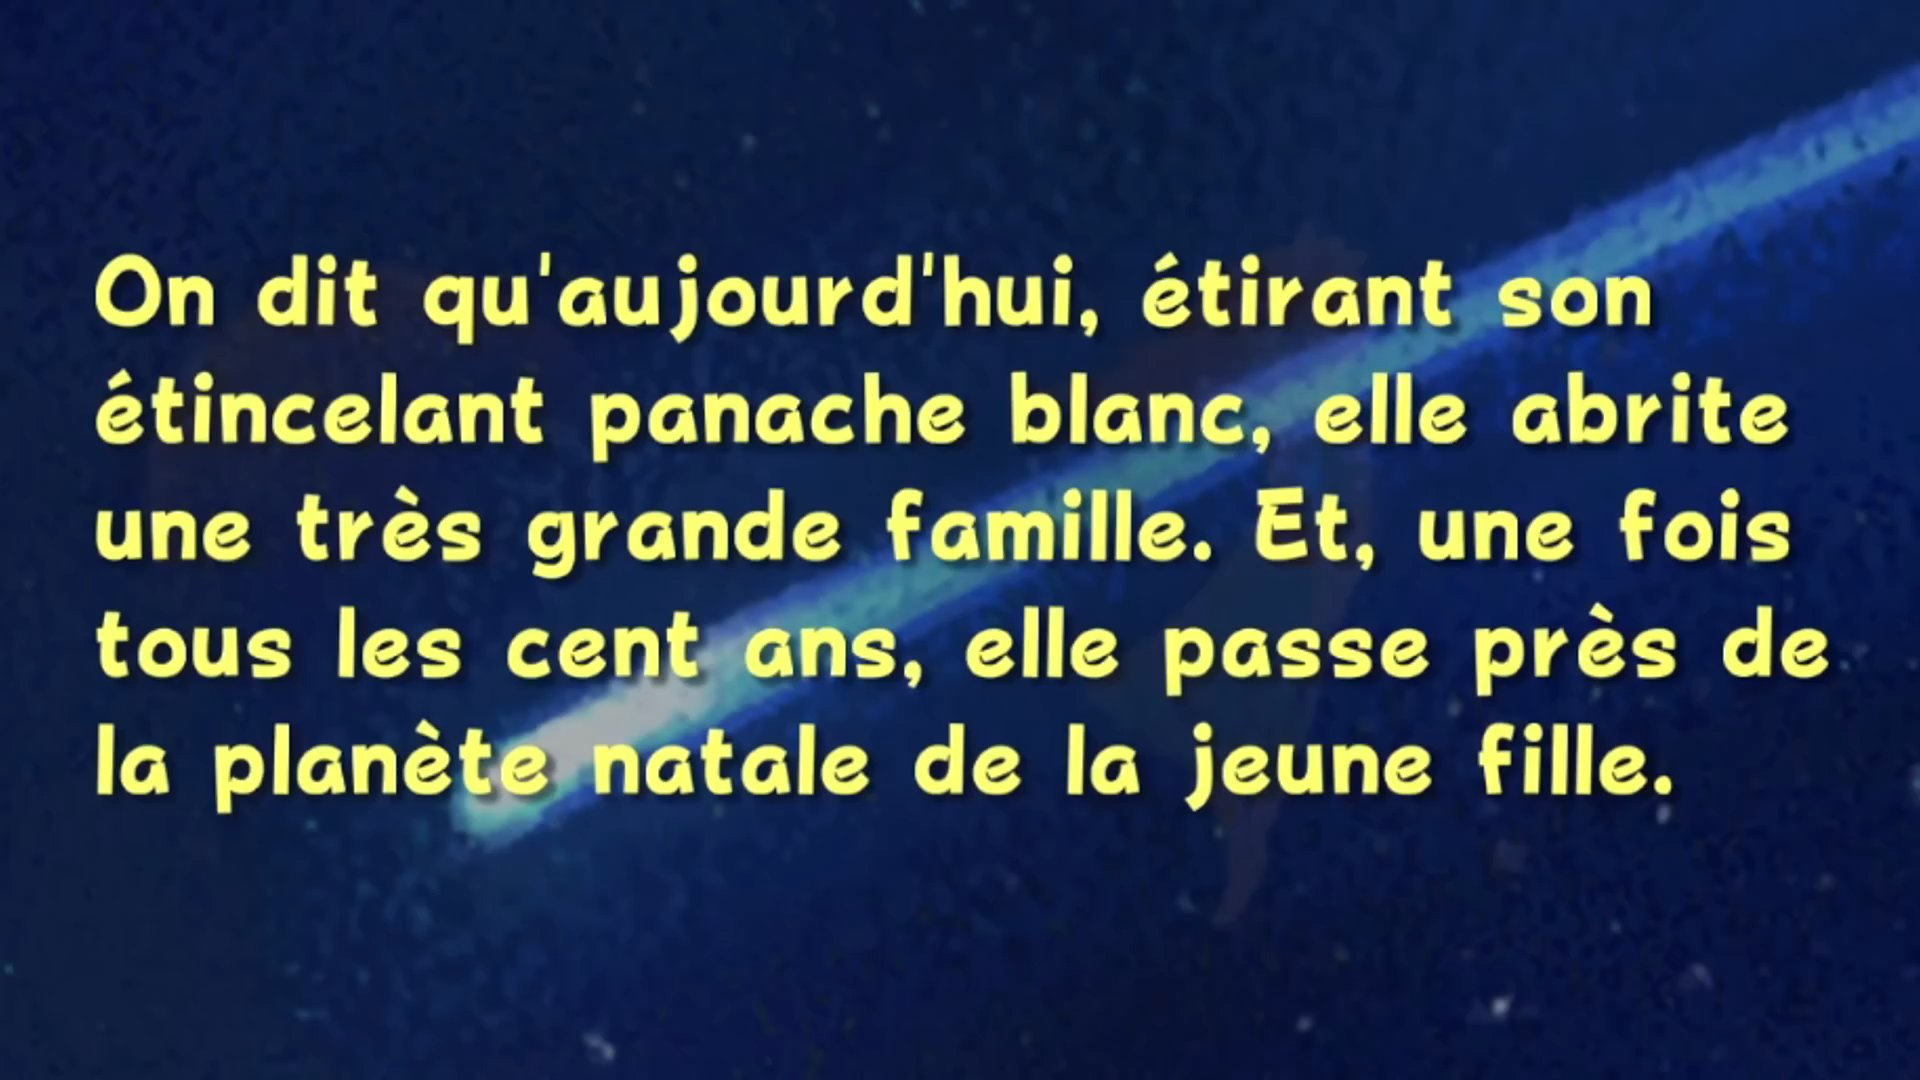 On dit qu'aujourd'hui, étirant son
étincelant panache blanc, elle abrite
une très grande famille. Et, une fois
tous les cent ans, elle passe près de
la planète natale de la jeune fille.